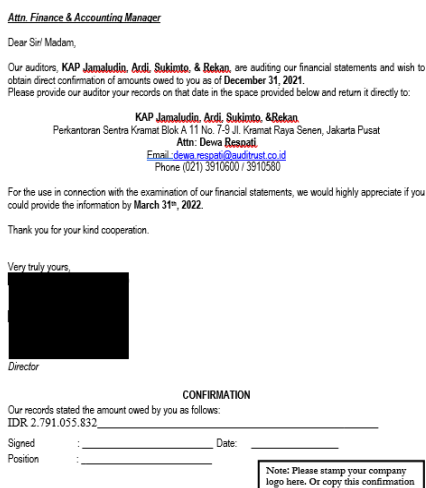 Attn. Finance & Accounting Manager
Dear Sir/ Madam,
Our auditors, KAP Jamaludin, Ardi, Sukimto, & Rekan, are auditing our financial statements and wish to
obtain direct confirmation of amounts owed to you as of December 31, 2021.
Please provide our auditor your records on that date in the space provided below and return it directly to:
KAP Jamaludin, Ardi, Sukimto, &Rekan
Perkantoran Sentra Kramat Blok A 11 No. 7-9 Jl. Kramat Raya Senen, Jakarta Pusat
Attn: Dewa Respati
Email.:dewa.respati@auditrust.co.id
Phone (021) 3910600 / 3910580
For the use in connection with the examination of our financial statements, we would highly appreciate if you
could provide the information by March 31th, 2022.
Thank you for your kind cooperation.
Very truly yours,
Director
CONFIRMATION
Our records stated the amount owed by you as follows:
IDR 2.791.055.832
Signed : Date:
Position :
Note: Please stamp your company
logo here. Or copy this confirmation